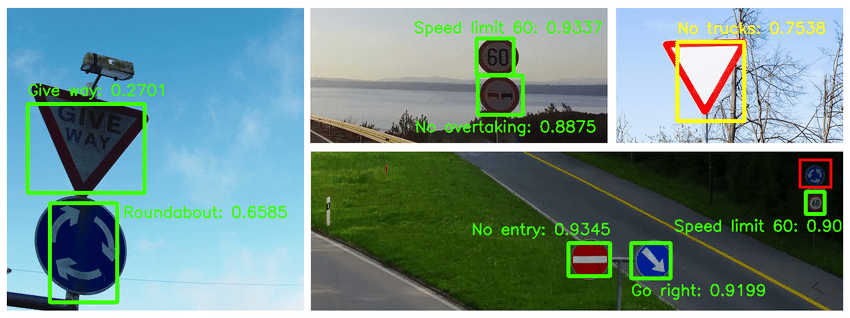 Give way: 0.2701
GIVE
WAY
Roundabout: 0.6585
Speed limit 60: 0.9337
60
No overtaking: 0.8875
No trucks: 0.7538
60
Speed limit 60: 0.90
No entry: 0.9345
Go right: 0.9199